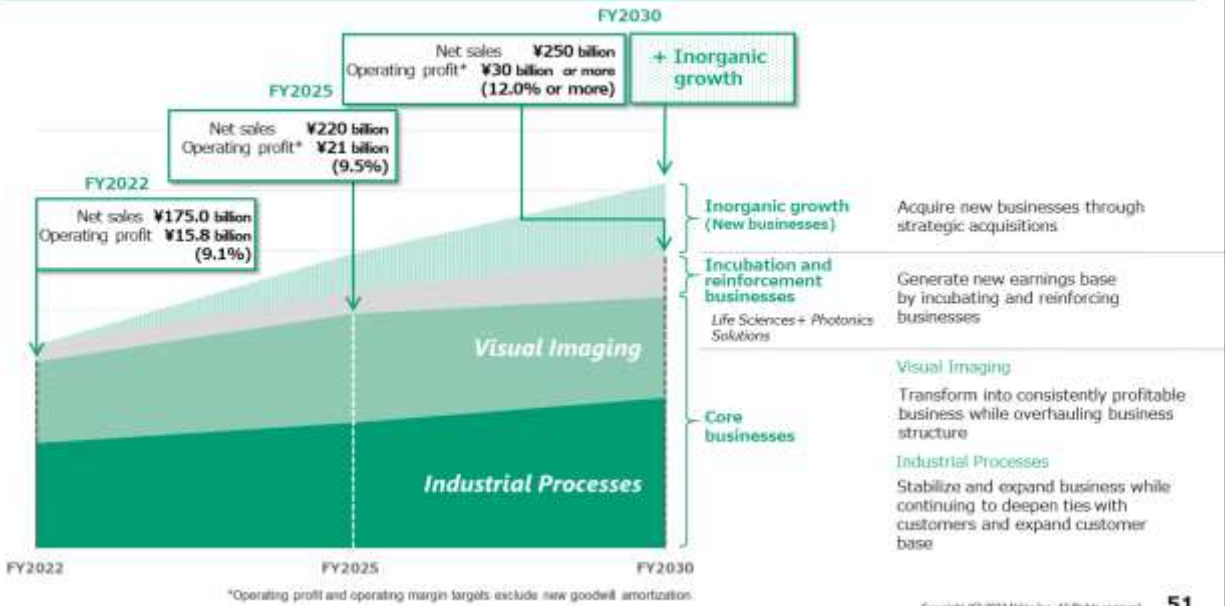 FY2030
Net sales ¥250 billion
Operating profit* ¥30 billion or more
(12.0% or more)
+ Inorganic
growth
FY2025
Net sales ¥220 billion
Operating profit* ¥21 billion
(9.5%)
FY2022
Net sales ¥175.0 billion
Operating profit ¥15.8 billion
(9.1%)
Inorganic growth
(New businesses)
Acquire new businesses through
strategic acquisitions
Incubation and
reinforcement
businesses
Life Sciences + Photonics
Solutions
Generate new earnings base
by incubating and reinforcing
businesses
Visual Imaging
Industrial Processes
Core
businesses
Visual Imaging
Transform into consistently profitable
business while overhauling business
structure
Industrial Processes
Stabilize and expand business while
continuing to deepen ties with
customers and expand customer
base
FY2022
FY2025
FY2030
*Operating profit and operating margin targets exclude new goodwill amortization
51